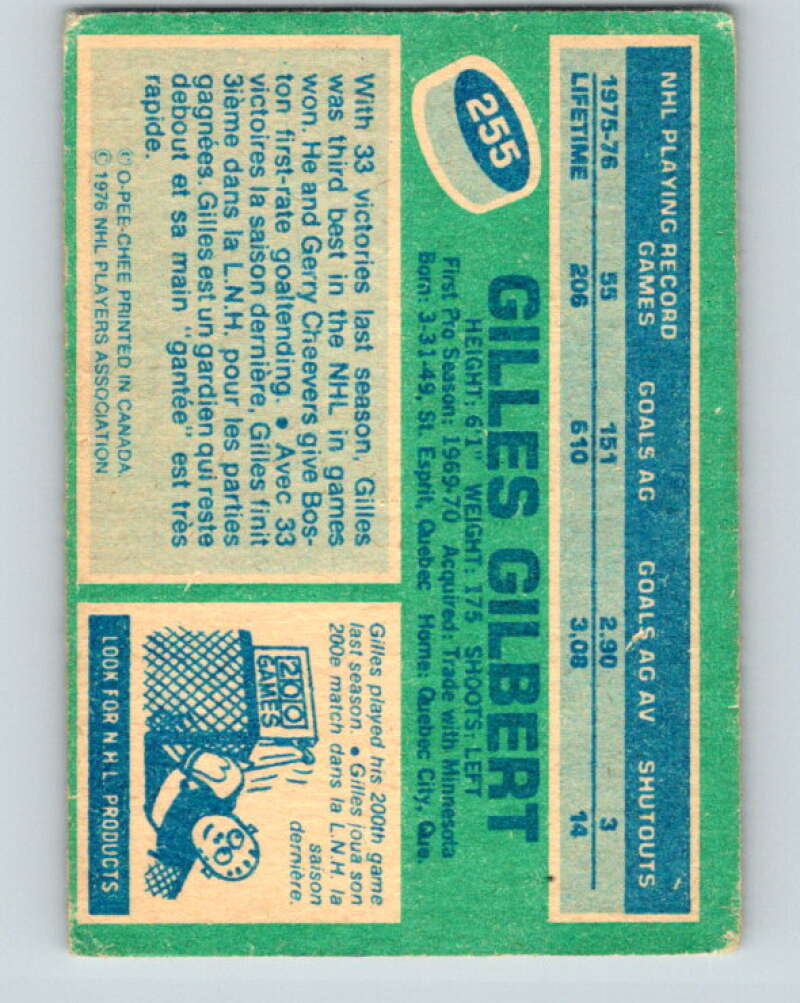 NHL PLAYING RECORD
GAMES GOALS AG GOALS AG AV SHUTOUTS
1975-76 55 151 2.90 3
LIFETIME 206 610 3.08 14
255
GILLES GILBERT
HEIGHT: 6'1" WEIGHT: 175 SHOOTS: LEFT
First Pro Season: 1969-70 Acquired: Trade with Minnesota
Born: 3-31-49, St. Esprit, Quebec Home: Quebec City, Que.
With 33 victories last season, Gilles
was third best in the NHL in games
won. He and Gerry Cheevers give Bos-
ton first-rate goaltending. • Avec 33
victoires la saison dernière, Gilles finit
3ième dans la L.N.H. pour les parties
gagnées. Gilles est un gardien qui reste
debout et sa main "gantée" est très
rapide.
© O-PEE-CHEE PRINTED IN CANADA.
© 1976 NHL PLAYERS ASSOCIATION
Gilles played his 200th game
last season. • Gilles joua son
200e match dans la L.N.H. la
saison
dernière.
200
GAMES
LOOK FOR N.H.L. PRODUCTS